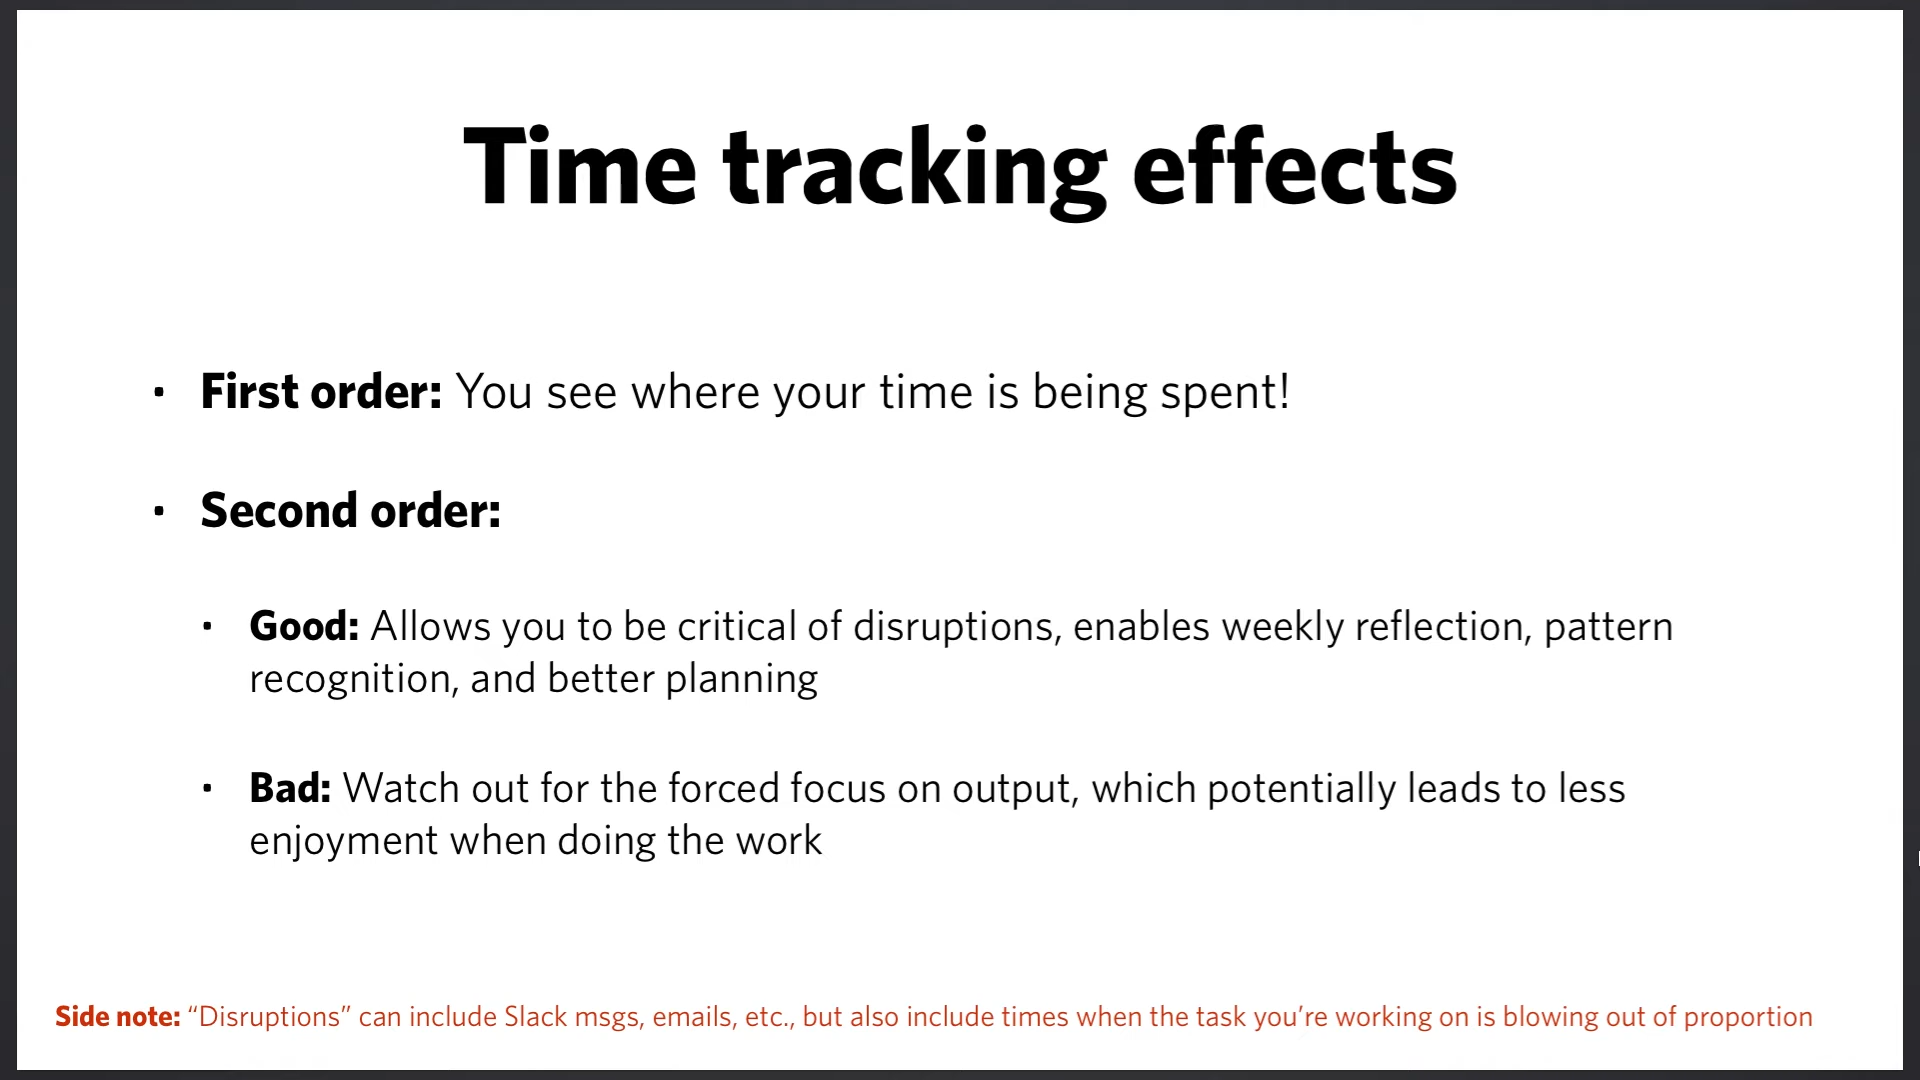 Time tracking effects
· First order: You see where your time is being spent!
· Second order:
· Good: Allows you to be critical of disruptions, enables weekly reflection, pattern
recognition, and better planning
· Bad: Watch out for the forced focus on output, which potentially leads to less
enjoyment when doing the work
Side note: “Disruptions” can include Slack msgs, emails, etc., but also include times when the task you’re working on is blowing out of proportion